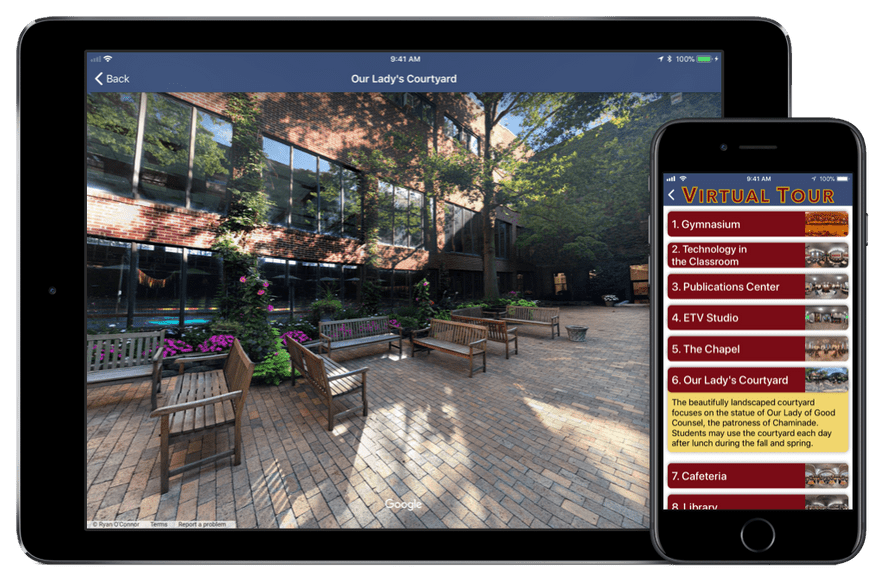 9:41 AM
100%
Back
Our Lady's Courtyard
Google
© Ryan O'Connor
Terms
Report a problem
9:41 AM
100%
Virtual Tour
1. Gymnasium
2. Technology in
the Classroom
3. Publications Center
4. ETV Studio
5. The Chapel
6. Our Lady's Courtyard
The beautifully landscaped courtyard
focuses on the statue of Our Lady of Good
Counsel, the patroness of Chaminade.
Students may use the courtyard each day
after lunch during the fall and spring.
7. Cafeteria
8. Library